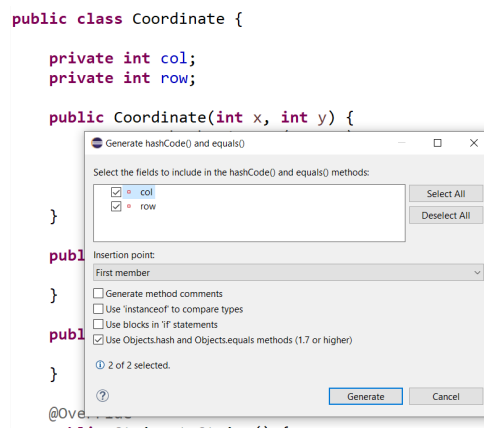 public class Coordinate {
private int col;
private int row;
public Coordinate(int x, int y) {
Generate hashCode() and equals()
Select the fields to include in the hashCode() and equals() methods:
col
row
Select All
Deselect All
}
publ
Insertion point:
First member
}
Generate method comments
Use 'instanceof' to compare types
Use blocks in 'if' statements
publ
Use Objects.hash and Objects.equals methods (1.7 or higher)
2 of 2 selected.
}
Generate
Cancel